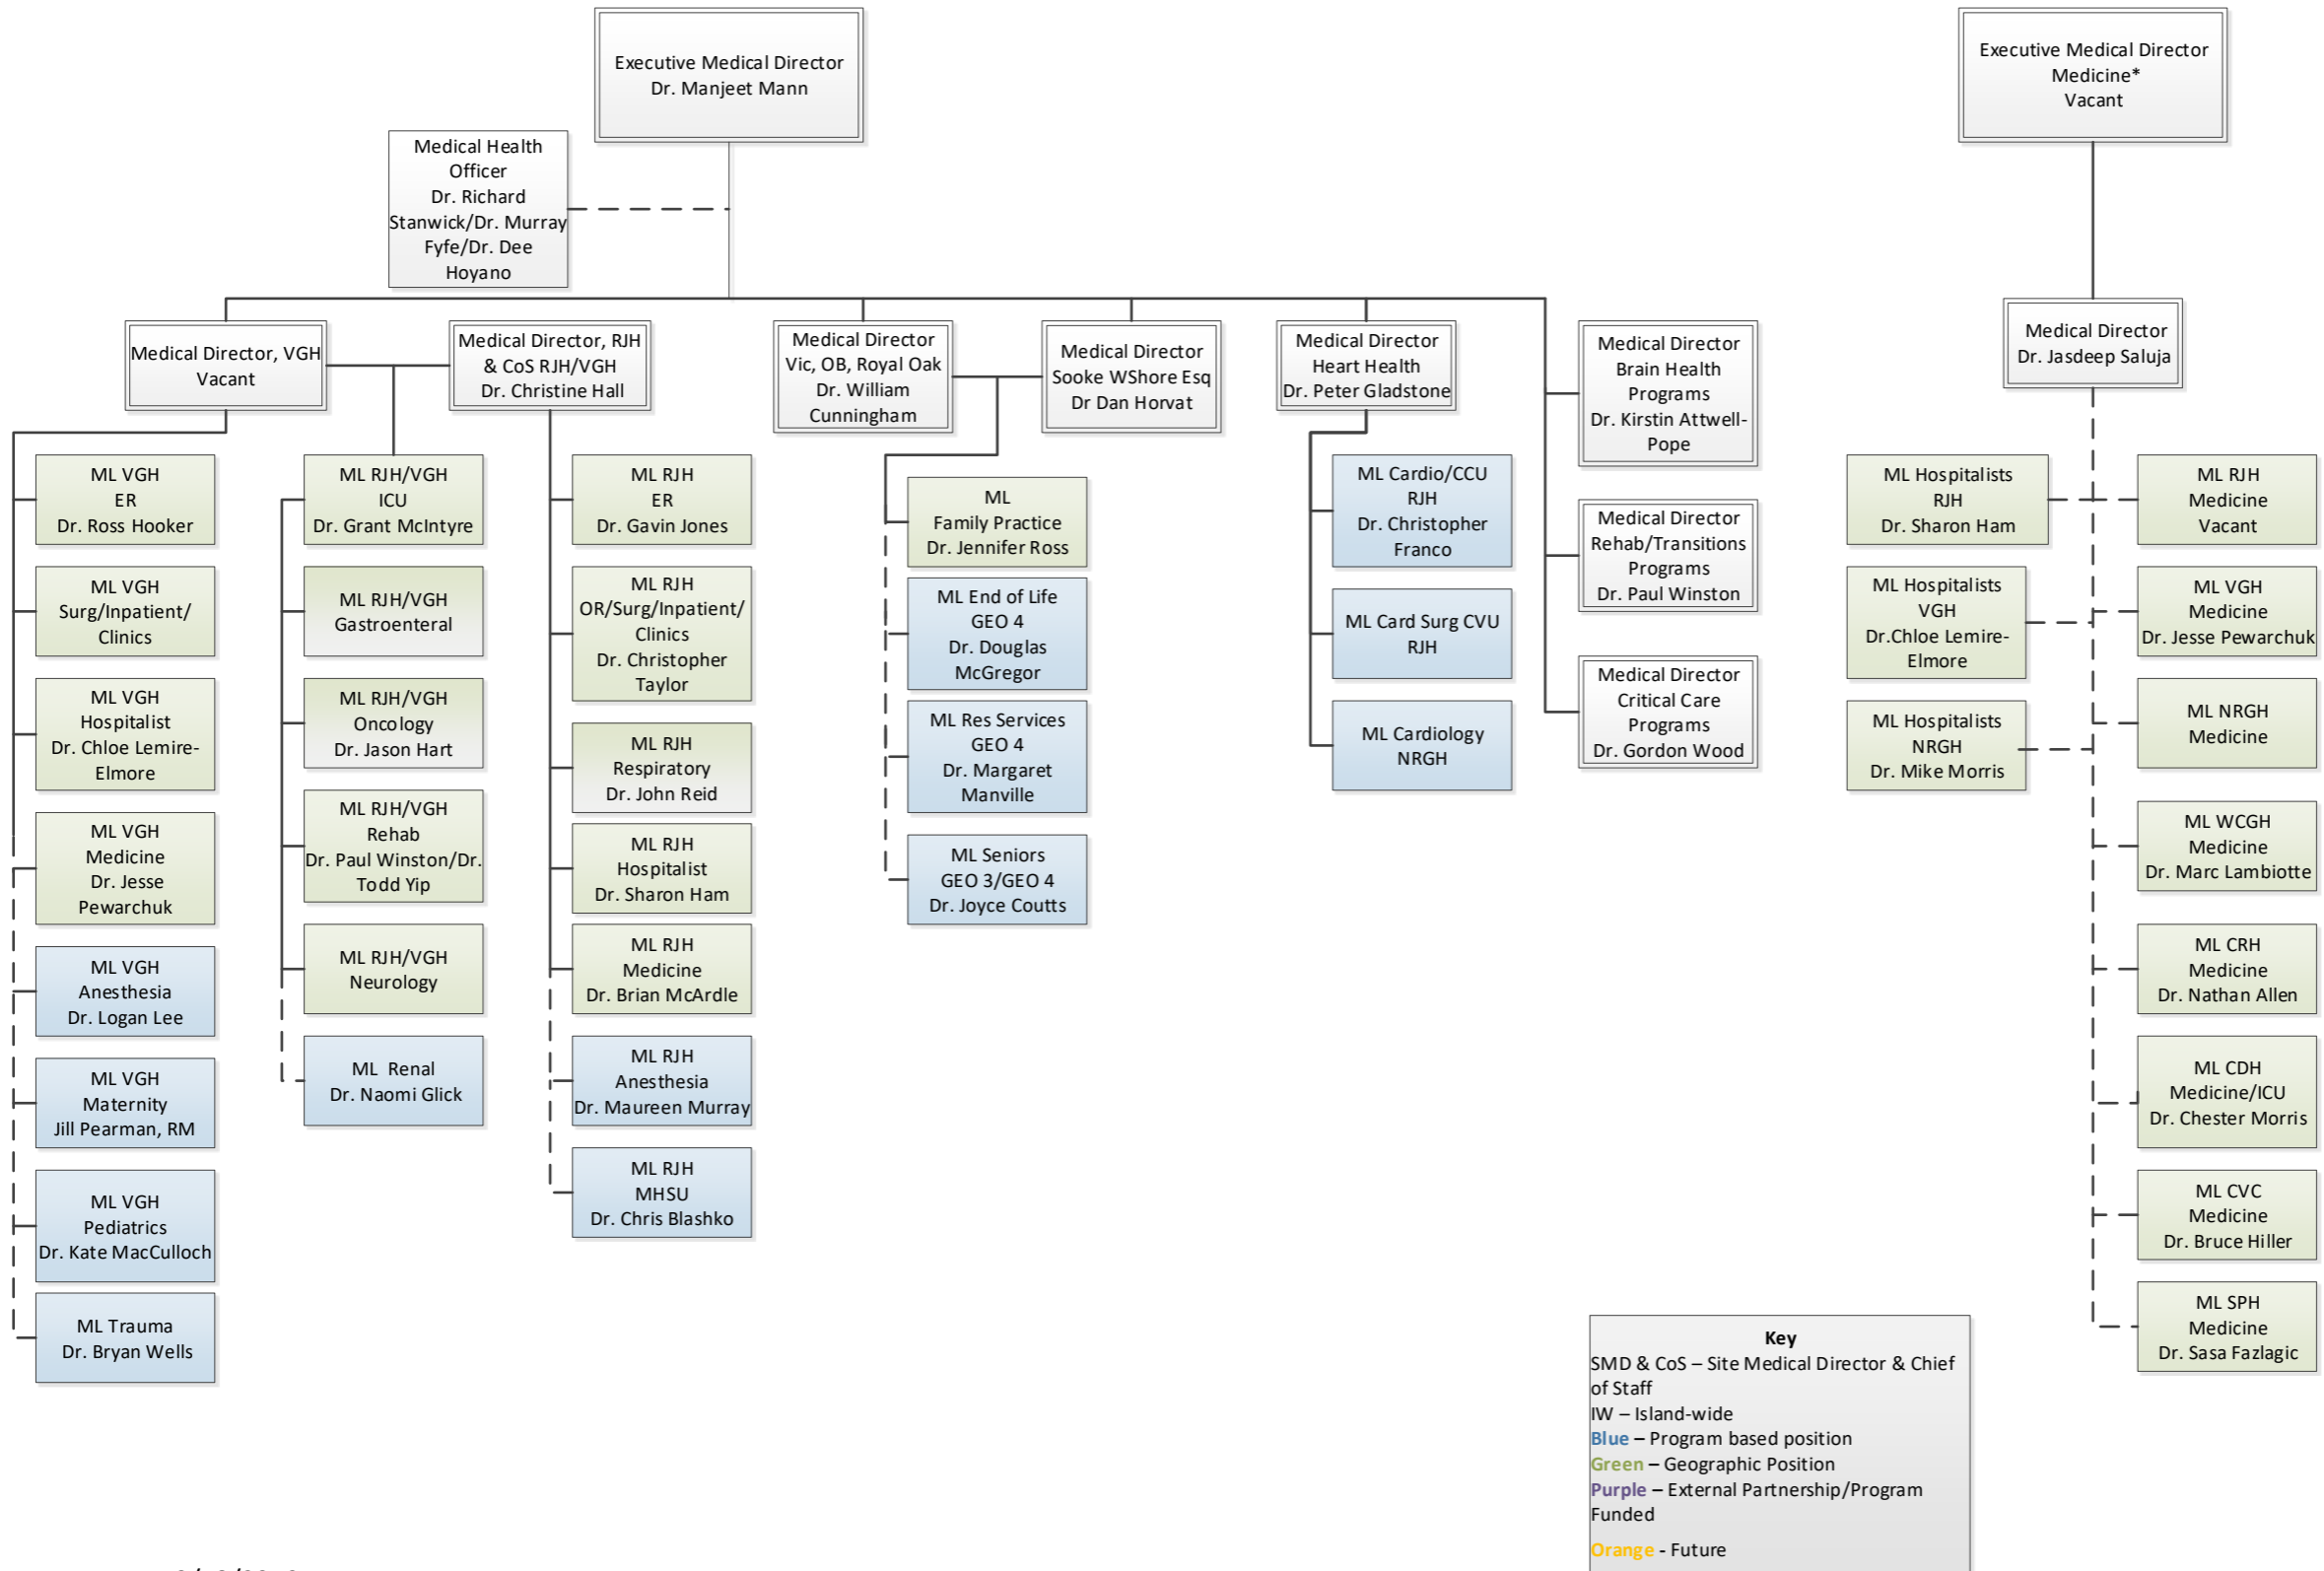 Executive Medical Director
Dr. Manjeet Mann
Executive Medical Director
Medicine*
Vacant
Medical Health
Officer
Dr. Richard
Stanwick/Dr. Murray
Fyfe/Dr. Dee
Hoyano
Medical Director, VGH
Vacant
Medical Director, RJH
& CoS RJH/VGH
Dr. Christine Hall
Medical Director
Vic, OB, Royal Oak
Dr. William
Cunningham
Medical Director
Sooke WShore Esq
Dr Dan Horvat
Medical Director
Heart Health
Dr. Peter Gladstone
Medical Director
Brain Health
Programs
Dr. Kirstin Attwell-
Pope
Medical Director
Rehab/Transitions
Programs
Dr. Paul Winston
Medical Director
Critical Care
Programs
Dr. Gordon Wood
Medical Director
Dr. Jasdeep Saluja
ML VGH
ER
Dr. Ross Hooker
ML VGH
Surg/Inpatient/
Clinics
ML VGH
Hospitalist
Dr. Chloe Lemire-
Elmore
ML VGH
Medicine
Dr. Jesse
Pewarchuk
ML VGH
Anesthesia
Dr. Logan Lee
ML VGH
Maternity
Jill Pearman, RM
ML VGH
Pediatrics
Dr. Kate MacCulloch
ML Trauma
Dr. Bryan Wells
ML RJH/VGH
ICU
Dr. Grant McIntyre
ML RJH/VGH
Gastroenteral
ML RJH/VGH
Oncology
Dr. Jason Hart
ML RJH/VGH
Rehab
Dr. Paul Winston/Dr.
Todd Yip
ML RJH/VGH
Neurology
ML Renal
Dr. Naomi Glick
ML RJH
ER
Dr. Gavin Jones
ML RJH
OR/Surg/Inpatient/
Clinics
Dr. Christopher
Taylor
ML RJH
Respiratory
Dr. John Reid
ML RJH
Hospitalist
Dr. Sharon Ham
ML RJH
Medicine
Dr. Brian McArdle
ML RJH
Anesthesia
Dr. Maureen Murray
ML RJH
MHSU
Dr. Chris Blashko
ML
Family Practice
Dr. Jennifer Ross
ML End of Life
GEO 4
Dr. Douglas
McGregor
ML Res Services
GEO 4
Dr. Margaret
Manville
ML Seniors
GEO 3/GEO 4
Dr. Joyce Coutts
ML Cardio/CCU
RJH
Dr. Christopher
Franco
ML Card Surg CVU
RJH
ML Cardiology
NRGH
ML Hospitalists
RJH
Dr. Sharon Ham
ML Hospitalists
VGH
Dr.Chloe Lemire-
Elmore
ML Hospitalists
NRGH
Dr. Mike Morris
ML RJH
Medicine
Vacant
ML VGH
Medicine
Dr. Jesse Pewarchuk
ML NRGH
Medicine
ML WCGH
Medicine
Dr. Marc Lambiotte
ML CRH
Medicine
Dr. Nathan Allen
ML CDH
Medicine/ICU
Dr. Chester Morris
ML CVC
Medicine
Dr. Bruce Hiller
ML SPH
Medicine
Dr. Sasa Fazlagic
Key
SMD & CoS – Site Medical Director & Chief
of Staff
IW – Island-wide
Blue – Program based position
Green – Geographic Position
Purple – External Partnership/Program
Funded
Orange - Future